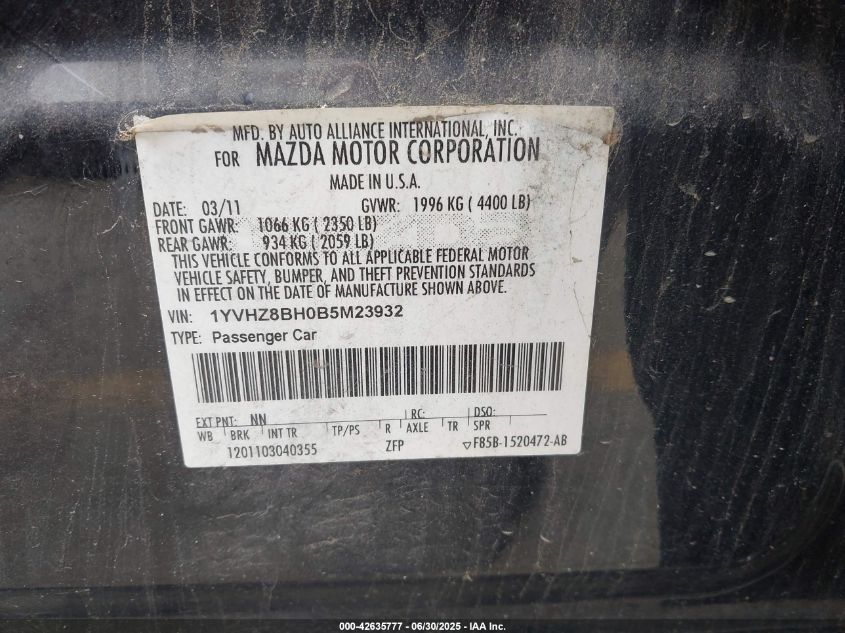 MFD. BY AUTO ALLIANCE INTERNATIONAL, INC.
FOR MAZDA MOTOR CORPORATION
MADE IN U.S.A.
DATE: 03/11 GVWR: 1996 KG ( 4400 LB)
FRONT GAWR: 1066 KG ( 2350 LB)
REAR GAWR: 934 KG ( 2059 LB)
THIS VEHICLE CONFORMS TO ALL APPLICABLE FEDERAL MOTOR
VEHICLE SAFETY, BUMPER, AND THEFT PREVENTION STANDARDS
IN EFFECT ON THE DATE OF MANUFACTURE SHOWN ABOVE.
VIN: 1YVHZ8BH0B5M23932
TYPE: Passenger Car
EXT PNT: NN RC: DSO:
WB BRK INT TR TP/PS R AXLE TR SPR
1201103040355 ZFP ▽FB5B-1520472-AB
000-42635777 - 06/30/2025 - IAA Inc.